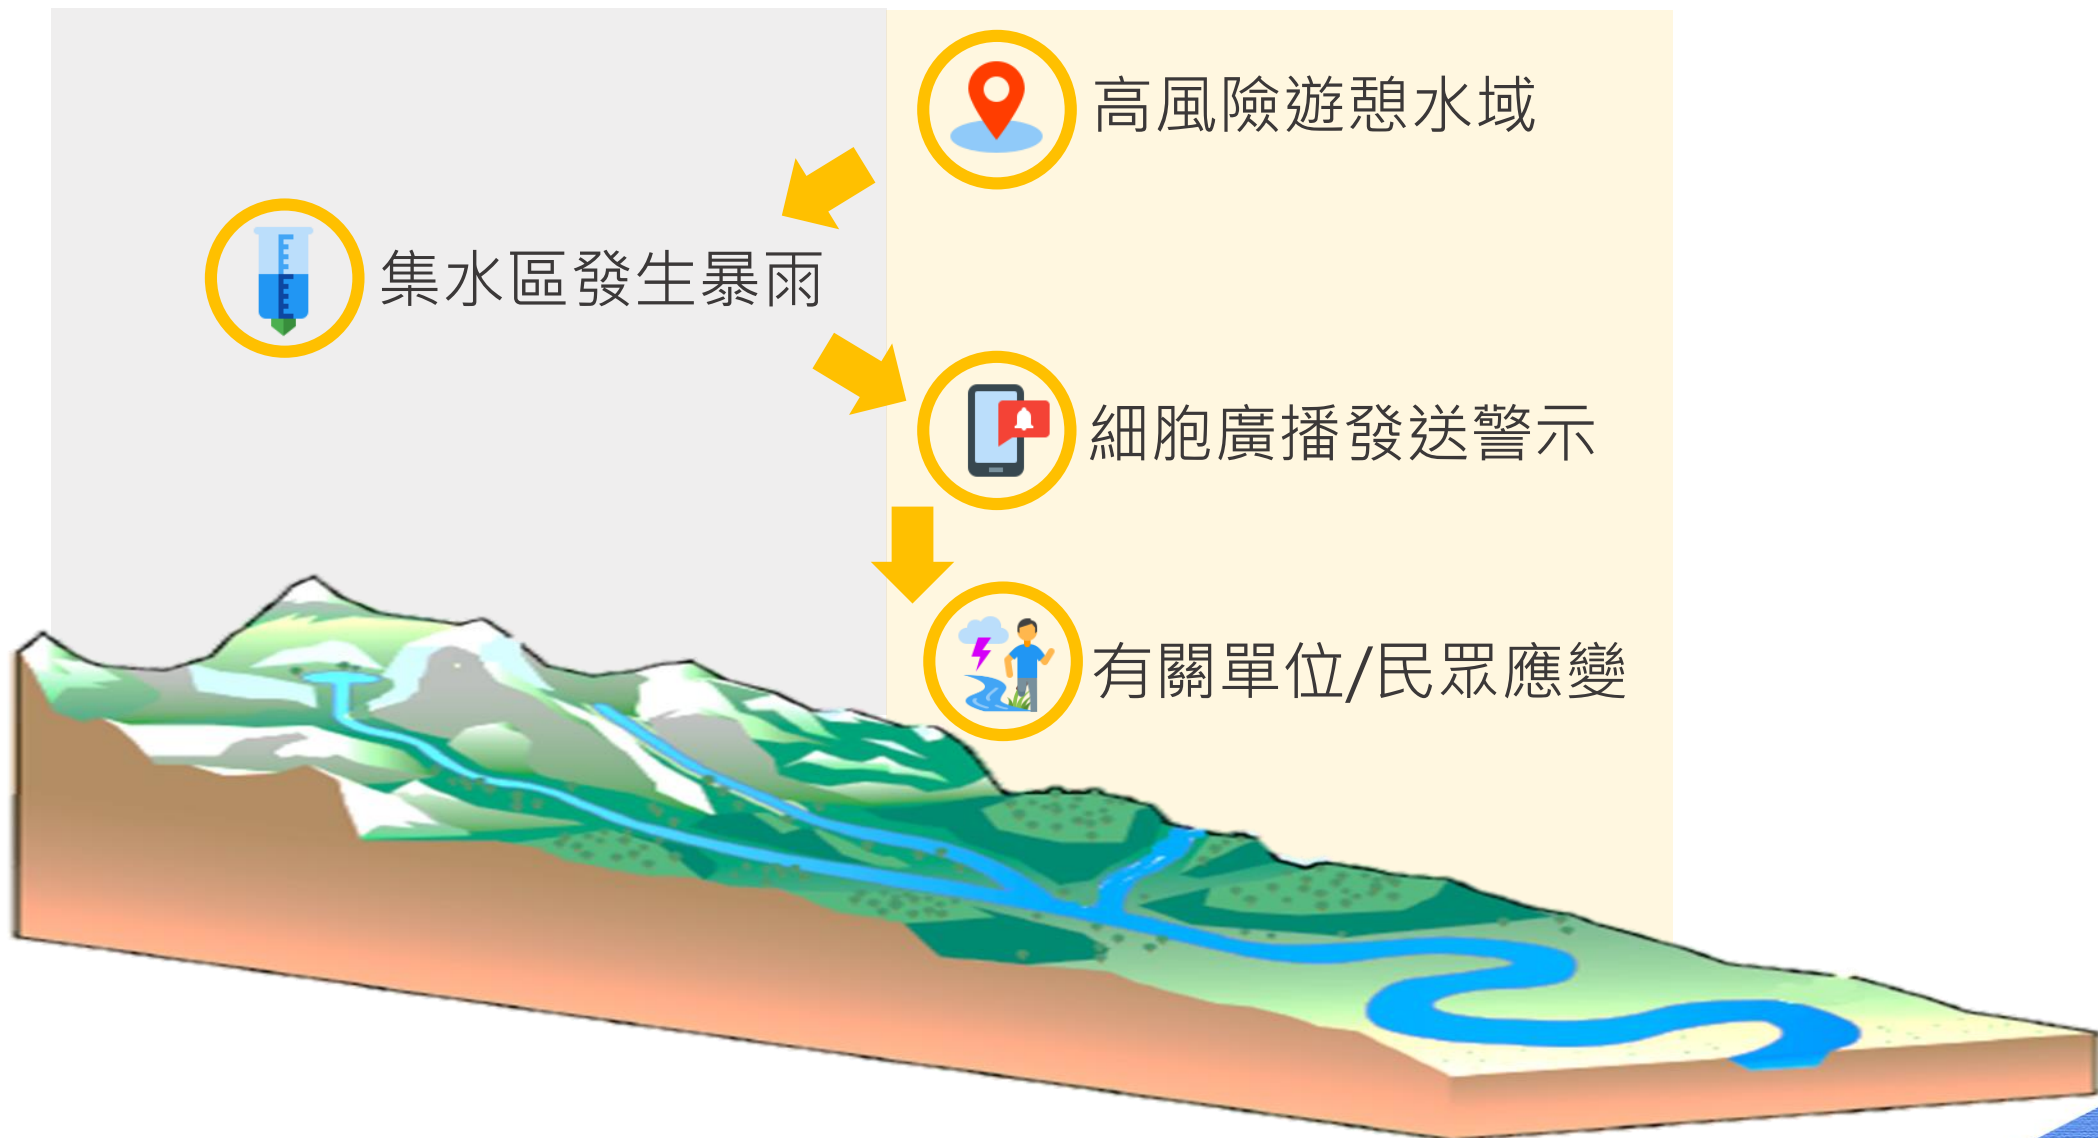 高風險遊憩水域
集水區發生暴雨
細胞廣播發送警示
有關單位/民眾應變